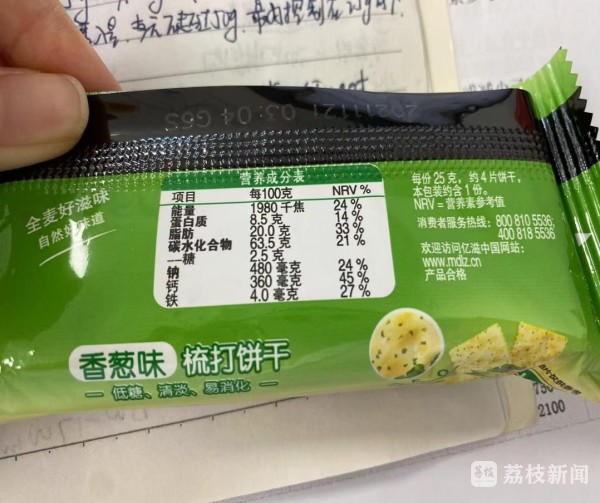 20211121 03:04 G6S
全麦好滋味
自然好味道
营养成分表
项目 每100克 NRV %
能量 1980 千焦 24 %
蛋白质 8.5 克 14 %
脂肪 20.0 克 33 %
碳水化合物 63.5 克 21 %
—糖 2.5 克
钠 480 毫克 24 %
钙 360 毫克 45 %
铁 4.0 毫克 27 %
每份 25 克，约 4 片饼干，
本包装约含 1 份。
NRV = 营养素参考值
消费者服务热线：800 810 5536;
400 818 5536
欢迎访问亿滋中国网站：
www.mdlz.cn
产品合格
香葱味 梳打饼干
— 低糖、清淡、易消化 —
750
2100
荔枝新闻